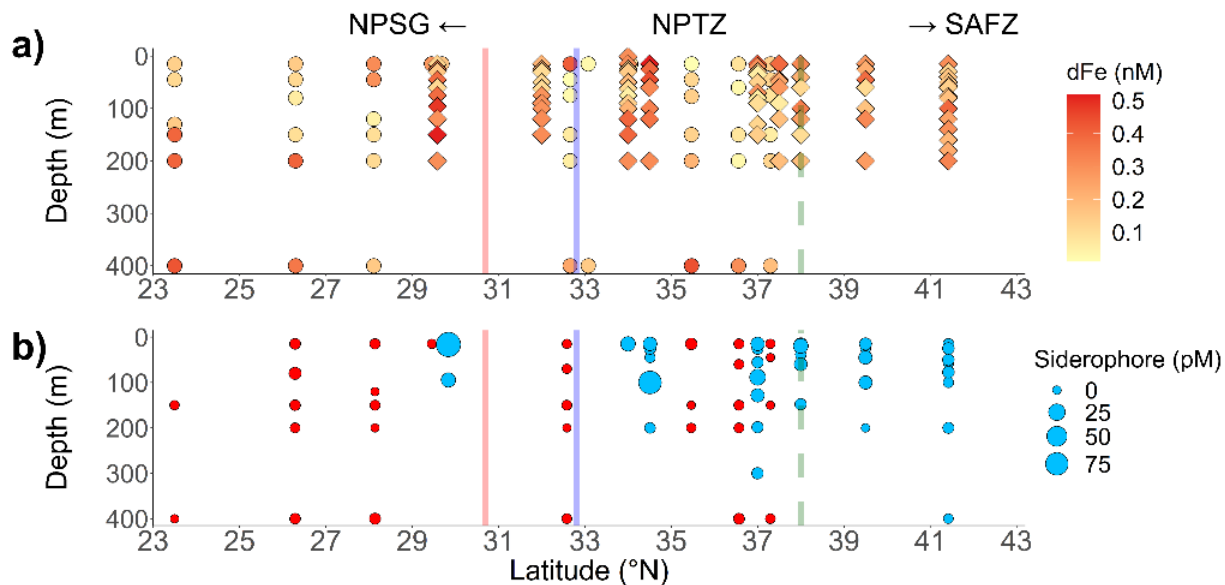 NPSG ← NPTZ → SAFZ
a)
Depth (m)
0
100
200
300
400
23 25 27 29 31 33 35 37 39 41 43
dFe (nM)
0.5
0.4
0.3
0.2
0.1
b)
Depth (m)
0
100
200
300
400
23 25 27 29 31 33 35 37 39 41 43
Latitude (°N)
Siderophore (pM)
0
25
50
75